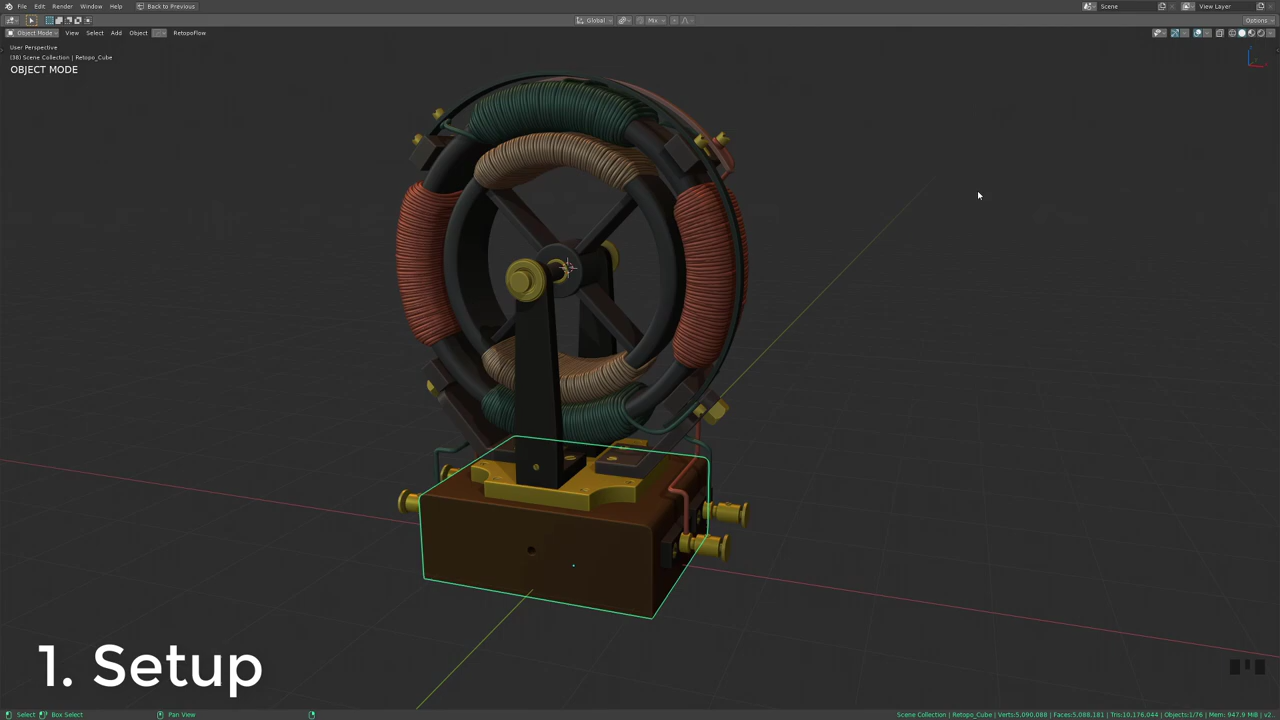 File Edit Render Window Help Back to Previous Scene View Layer
Global Mix Options
Object Mode View Select Add Object RetopoFlow
User Perspective
(38) Scene Collection | Retopo_Cube
OBJECT MODE
1. Setup
Select Box Select Pan View Scene Collection | Retopo_Cube | Verts:5,090,088 | Faces:5,088,181 | Tris:10,176,044 | Objects:1/76 | Mem: 947.9 MiB | v2.